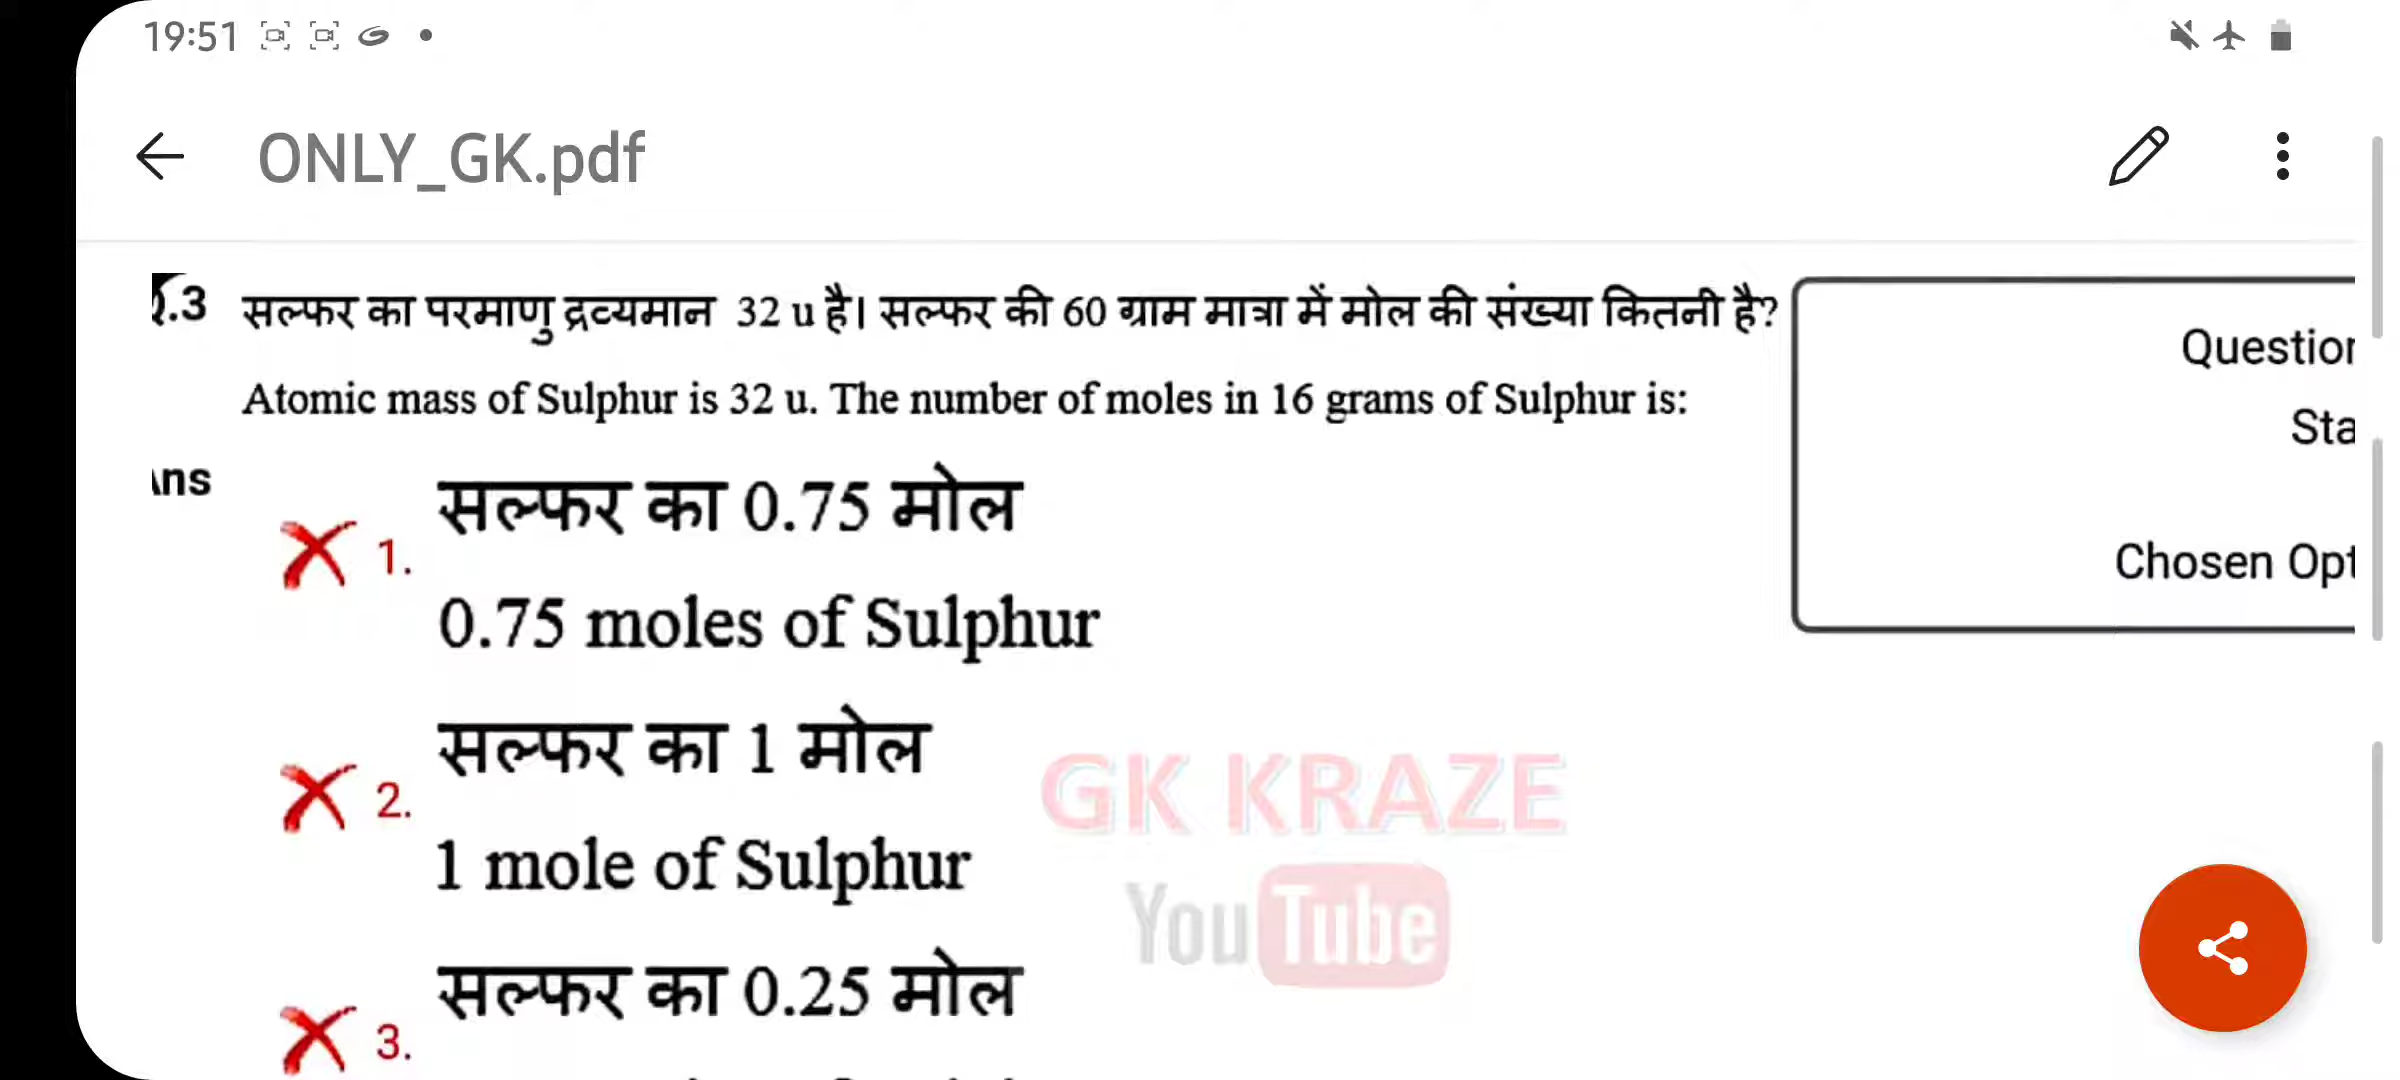 19:51
ONLY_GK.pdf
.3 सल्फर का परमाणु द्रव्यमान 32 u है। सल्फर की 60 ग्राम मात्रा में मोल की संख्या कितनी है?
Atomic mass of Sulphur is 32 u. The number of moles in 16 grams of Sulphur is:
ns
1. सल्फर का 0.75 मोल
0.75 moles of Sulphur
2. सल्फर का 1 मोल
1 mole of Sulphur
3. सल्फर का 0.25 मोल
Question
Sta
Chosen Opt
GK KRAZE
YouTube